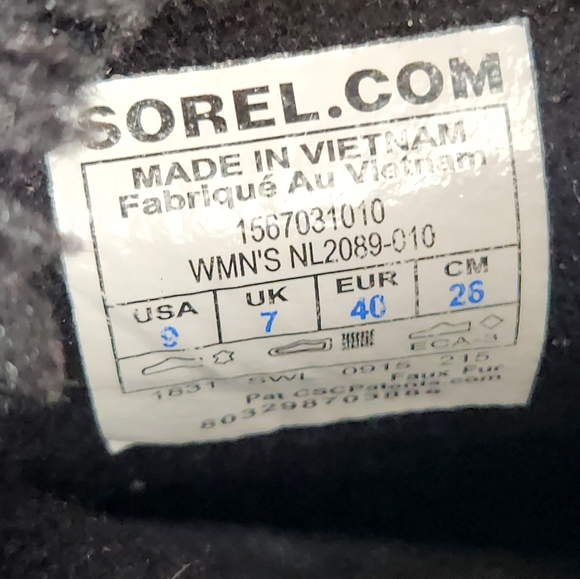 SOREL.COM
MADE IN VIETNAM
Fabriqué Au Vietnam
1567031010
WMN'S NL2089-010
USA UK EUR CM
9 7 40 26
ECA-3
1831 SWL 0915 215
Faux Fur
Pat CSCPatents.com